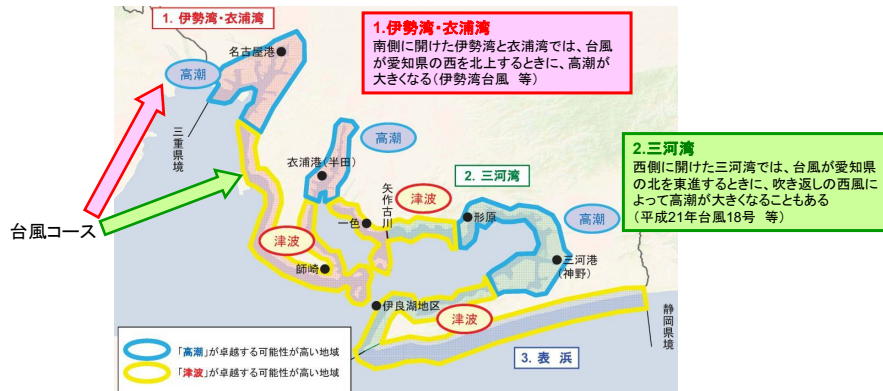 1. 伊勢湾・衣浦湾
名古屋港
高潮
三重県境
台風コース
1.伊勢湾・衣浦湾
南側に開けた伊勢湾と衣浦湾では、台風
が愛知県の西を北上するときに、高潮が
大きくなる(伊勢湾台風 等)
高潮
衣浦港(半田)
矢作古川
2. 三河湾
2.三河湾
西側に開けた三河湾では、台風が愛知県
の北を東進するときに、吹き返しの西風に
よって高潮が大きくなることもある
(平成21年台風18号 等)
津波
一色
形原
高潮
津波
師崎
三河港
(神野)
伊良湖地区
津波
静岡県境
3. 表 浜
「高潮」が卓越する可能性が高い地域
「津波」が卓越する可能性が高い地域